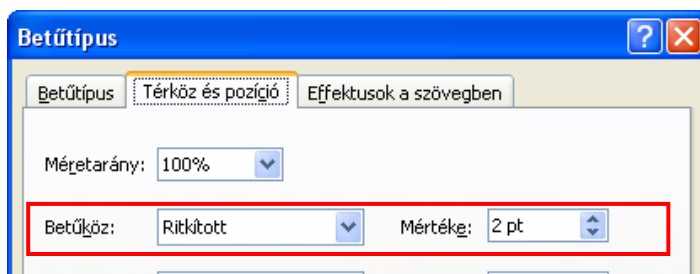 Betűtípus
Betűtípus Térköz és pozíció Effektusok a szövegben
Méretarány: 100%
Betűköz: Ritkított Mértéke: 2 pt